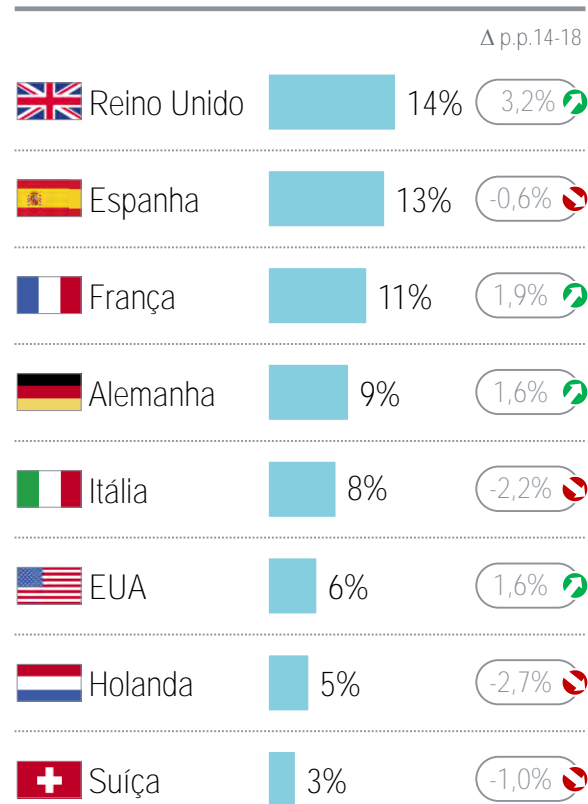 Δ p.p.14-18
Reino Unido 14% 3,2%
Espanha 13% -0,6%
França 11% 1,9%
Alemanha 9% 1,6%
Itália 8% -2,2%
EUA 6% 1,6%
Holanda 5% -2,7%
Suíça 3% -1,0%